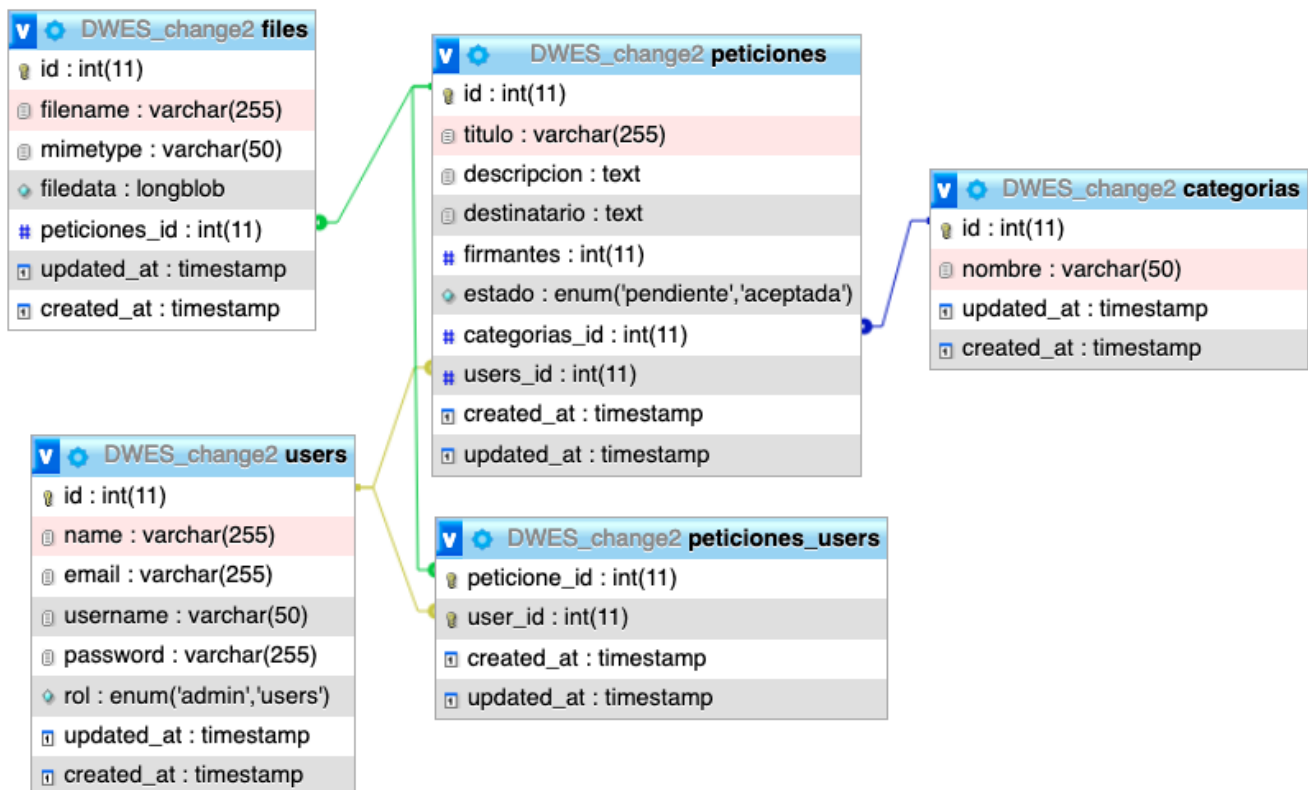 DWES_change2 files
id : int(11)
filename : varchar(255)
mimetype : varchar(50)
filedata : longblob
peticiones_id : int(11)
updated_at : timestamp
created_at : timestamp
DWES_change2 peticiones
id : int(11)
titulo : varchar(255)
descripcion : text
destinatario : text
firmantes : int(11)
estado : enum('pendiente','aceptada')
categorias_id : int(11)
users_id : int(11)
created_at : timestamp
updated_at : timestamp
DWES_change2 categorias
id : int(11)
nombre : varchar(50)
updated_at : timestamp
created_at : timestamp
DWES_change2 users
id : int(11)
name : varchar(255)
email : varchar(255)
username : varchar(50)
password : varchar(255)
rol : enum('admin','users')
updated_at : timestamp
created_at : timestamp
DWES_change2 peticiones_users
peticione_id : int(11)
user_id : int(11)
created_at : timestamp
updated_at : timestamp